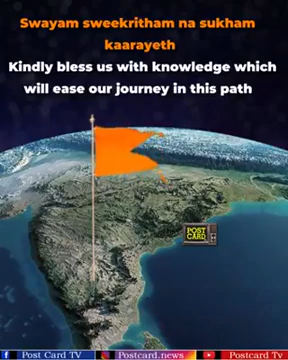 Swayam sweekritham na sukham
kaarayeth
Kindly bless us with knowledge which
will ease our journey in this path
POST
CARD
Post Card TV
Postcard.news
Postcard Tv